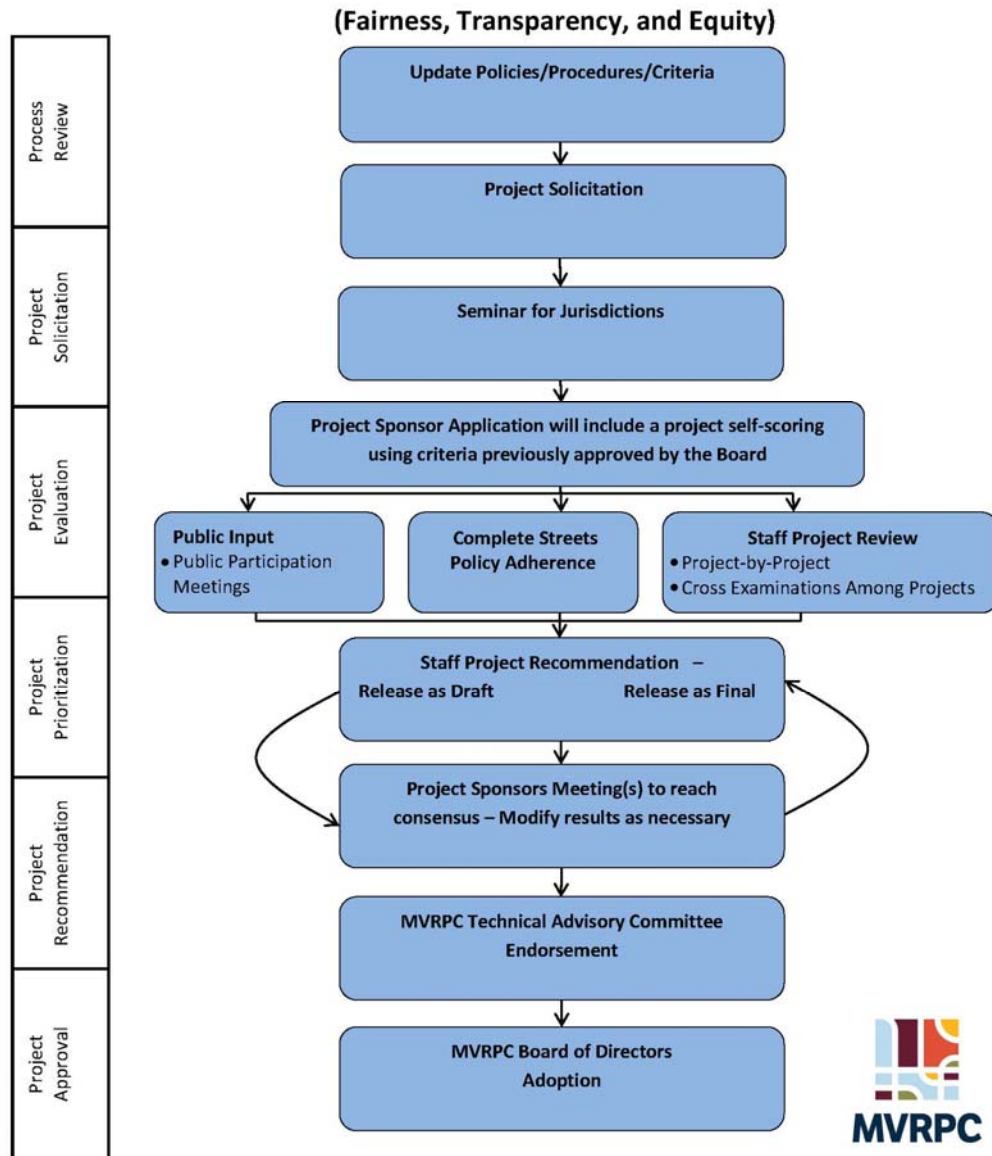 (Fairness, Transparency, and Equity)
Process
Review
Update Policies/Procedures/Criteria
Project Solicitation
Project
Solicitation
Seminar for Jurisdictions
Project
Evaluation
Project Sponsor Application will include a project self-scoring
using criteria previously approved by the Board
Public Input
• Public Participation
Meetings
Complete Streets
Policy Adherence
Staff Project Review
• Project-by-Project
• Cross Examinations Among Projects
Project
Prioritization
Staff Project Recommendation –
Release as Draft Release as Final
Project
Recommendation
Project Sponsors Meeting(s) to reach
consensus – Modify results as necessary
MVRPC Technical Advisory Committee
Endorsement
Project
Approval
MVRPC Board of Directors
Adoption
MVRPC